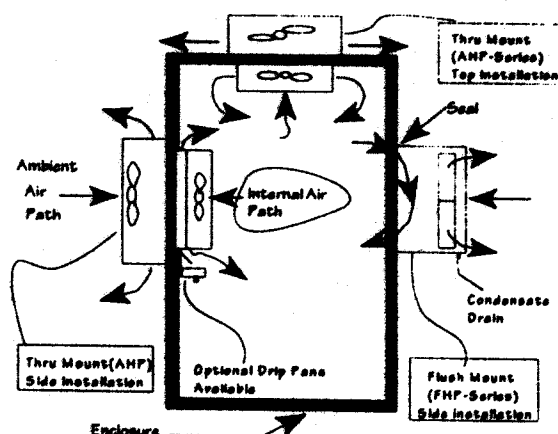 Thru Mount
(AHP-Series)
Top Installation
Seal
Ambient
Air
Path
Internal Air
Path
Condensate
Drain
Thru Mount(AHP)
Side Installation
Optional Drip Pans
Available
Flush Mount
(FHP-Series)
Side installation
Enclosure